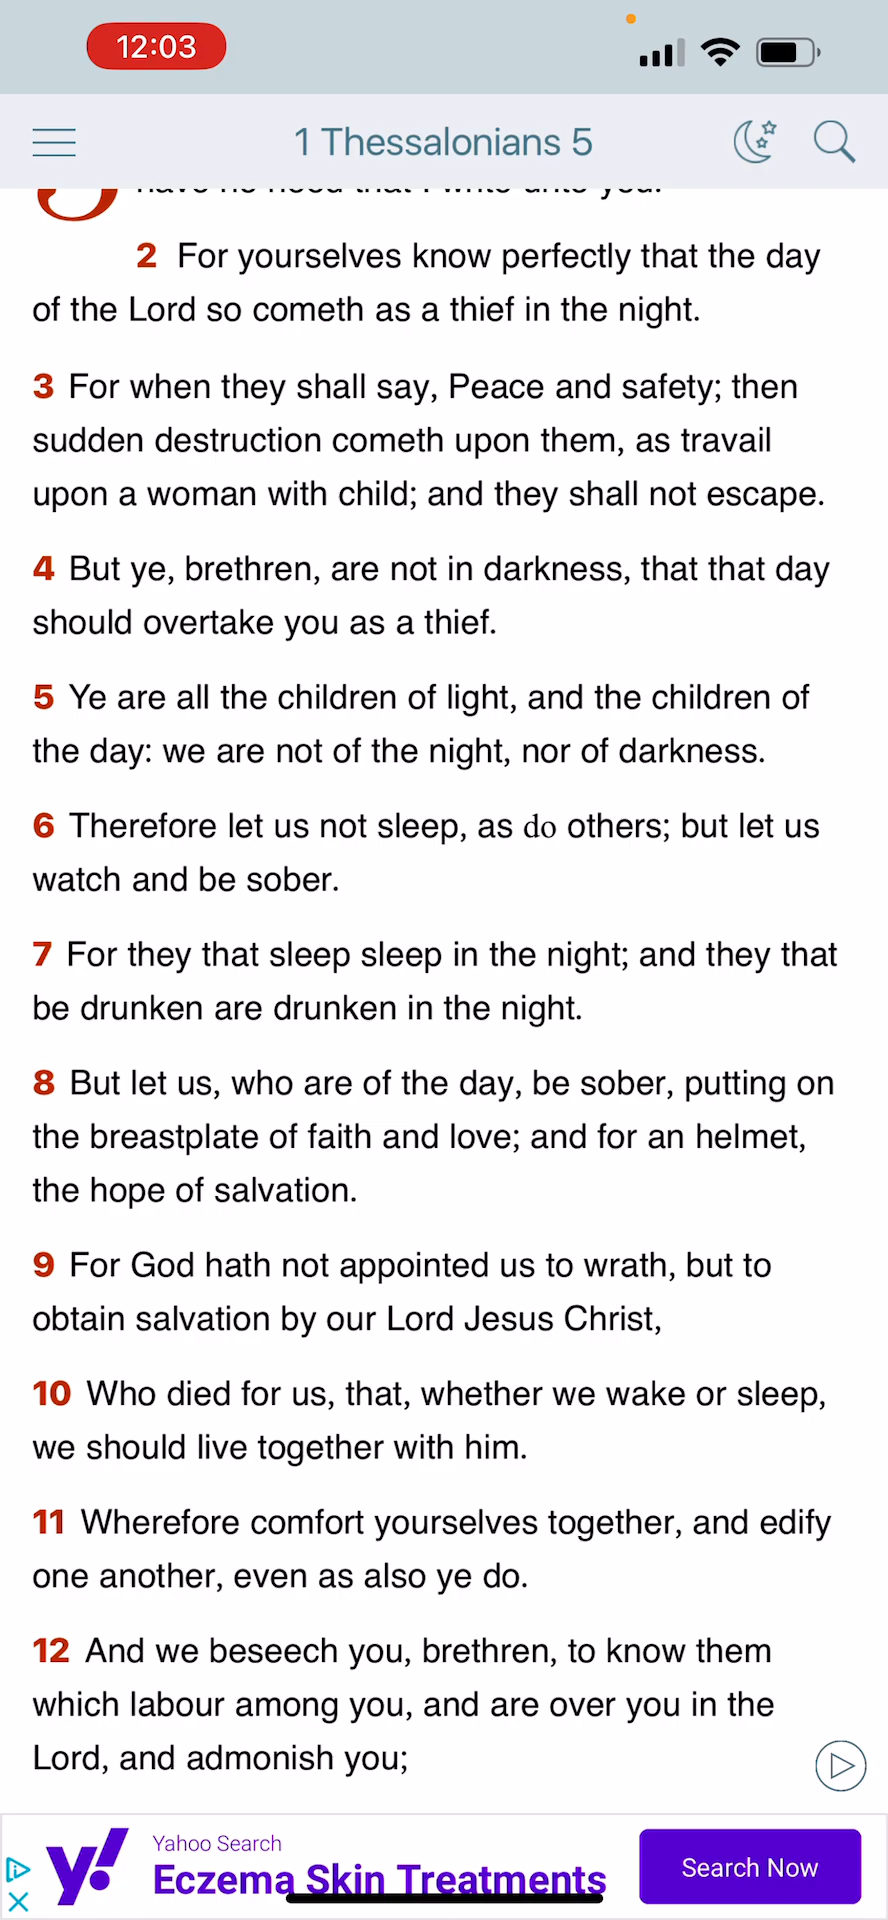 12:03
1 Thessalonians 5
have no need that I write unto you.
2 For yourselves know perfectly that the day
of the Lord so cometh as a thief in the night.
3 For when they shall say, Peace and safety; then
sudden destruction cometh upon them, as travail
upon a woman with child; and they shall not escape.
4 But ye, brethren, are not in darkness, that that day
should overtake you as a thief.
5 Ye are all the children of light, and the children of
the day: we are not of the night, nor of darkness.
6 Therefore let us not sleep, as do others; but let us
watch and be sober.
7 For they that sleep sleep in the night; and they that
be drunken are drunken in the night.
8 But let us, who are of the day, be sober, putting on
the breastplate of faith and love; and for an helmet,
the hope of salvation.
9 For God hath not appointed us to wrath, but to
obtain salvation by our Lord Jesus Christ,
10 Who died for us, that, whether we wake or sleep,
we should live together with him.
11 Wherefore comfort yourselves together, and edify
one another, even as also ye do.
12 And we beseech you, brethren, to know them
which labour among you, and are over you in the
Lord, and admonish you;
y!
Yahoo Search
Eczema Skin Treatments
Search Now